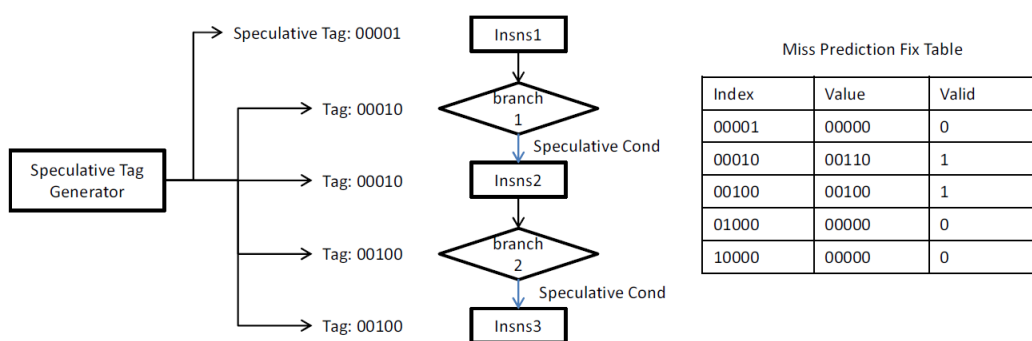 Speculative Tag: 00001
Insns1
Tag: 00010
branch
1
Speculative Cond
Speculative Tag
Generator
Tag: 00010
Insns2
Tag: 00100
branch
2
Speculative Cond
Tag: 00100
Insns3
Miss Prediction Fix Table
Index Value Valid
00001 00000 0
00010 00110 1
00100 00100 1
01000 00000 0
10000 00000 0